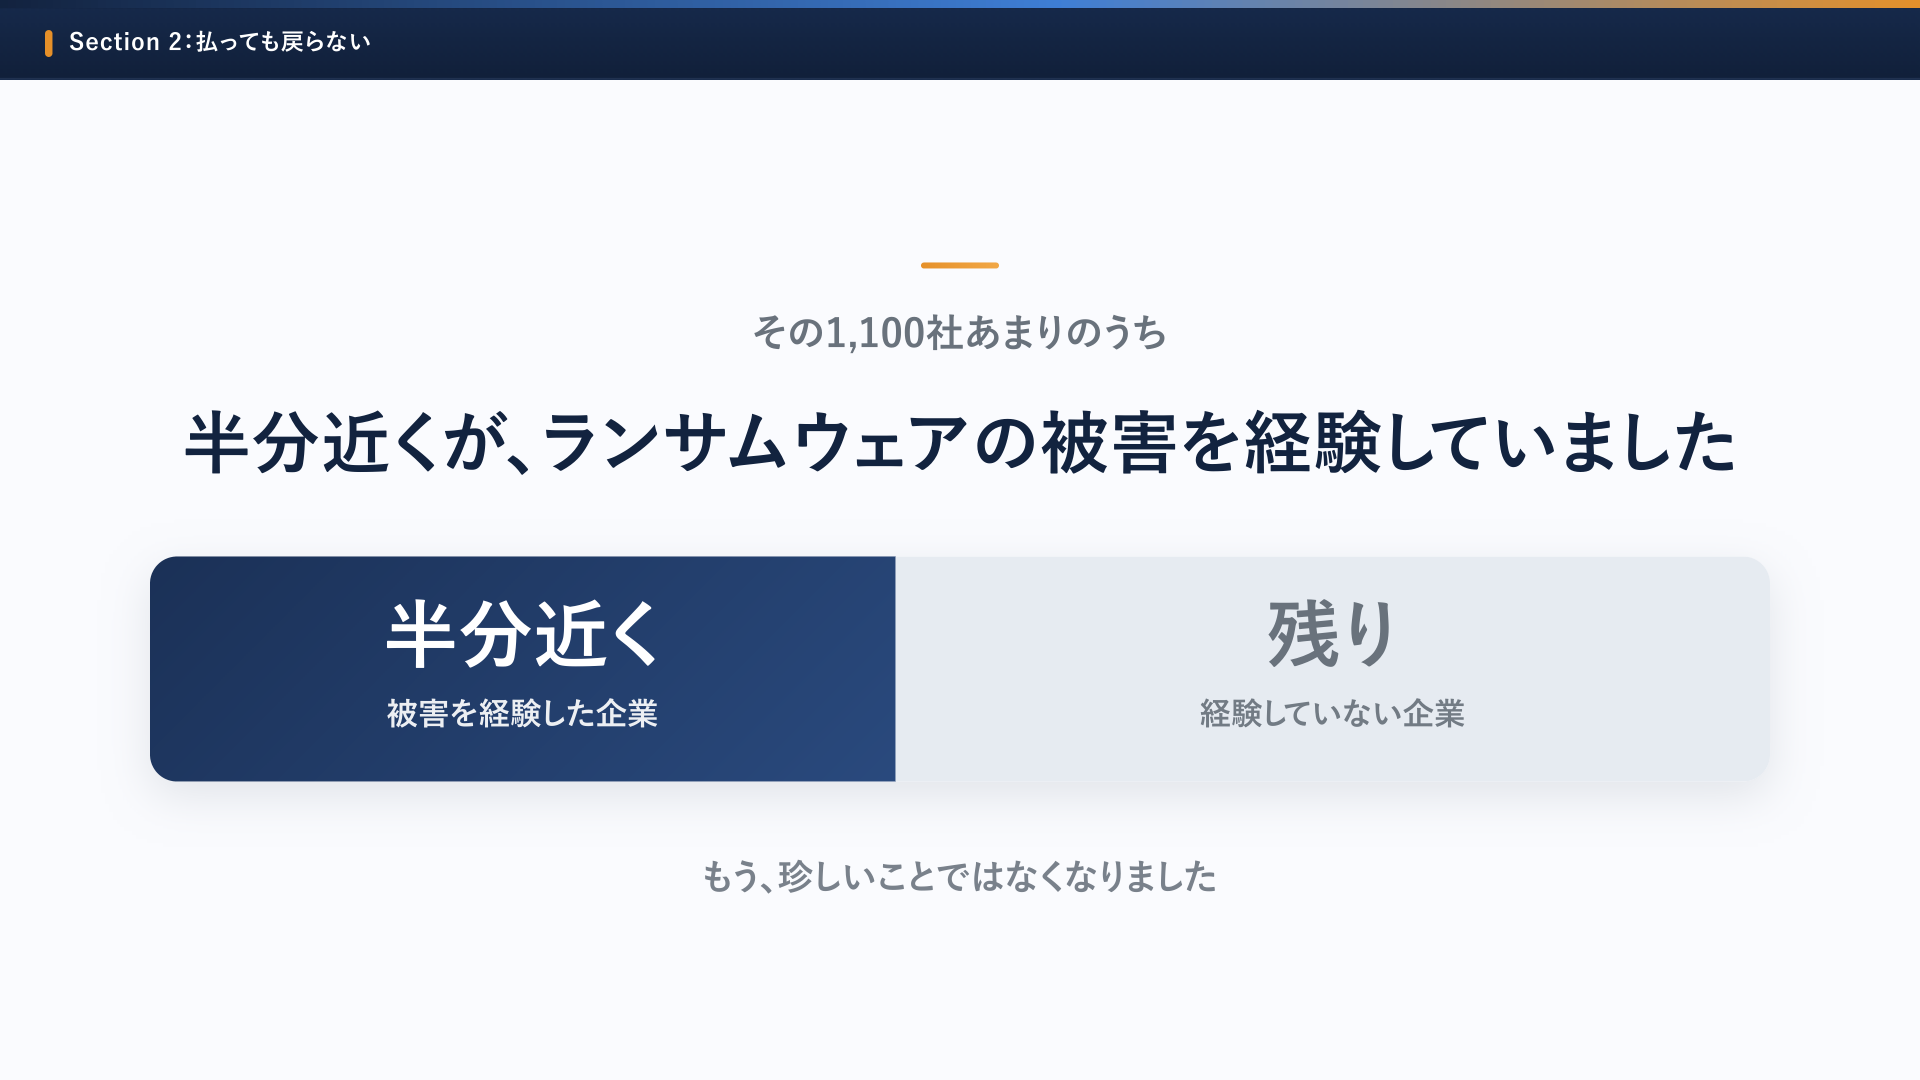 Section 2：払っても戻らない
その1,100社あまりのうち
半分近くが、ランサムウェアの被害を経験していました
半分近く
被害を経験した企業
残り
経験していない企業
もう、珍しいことではなくなりました